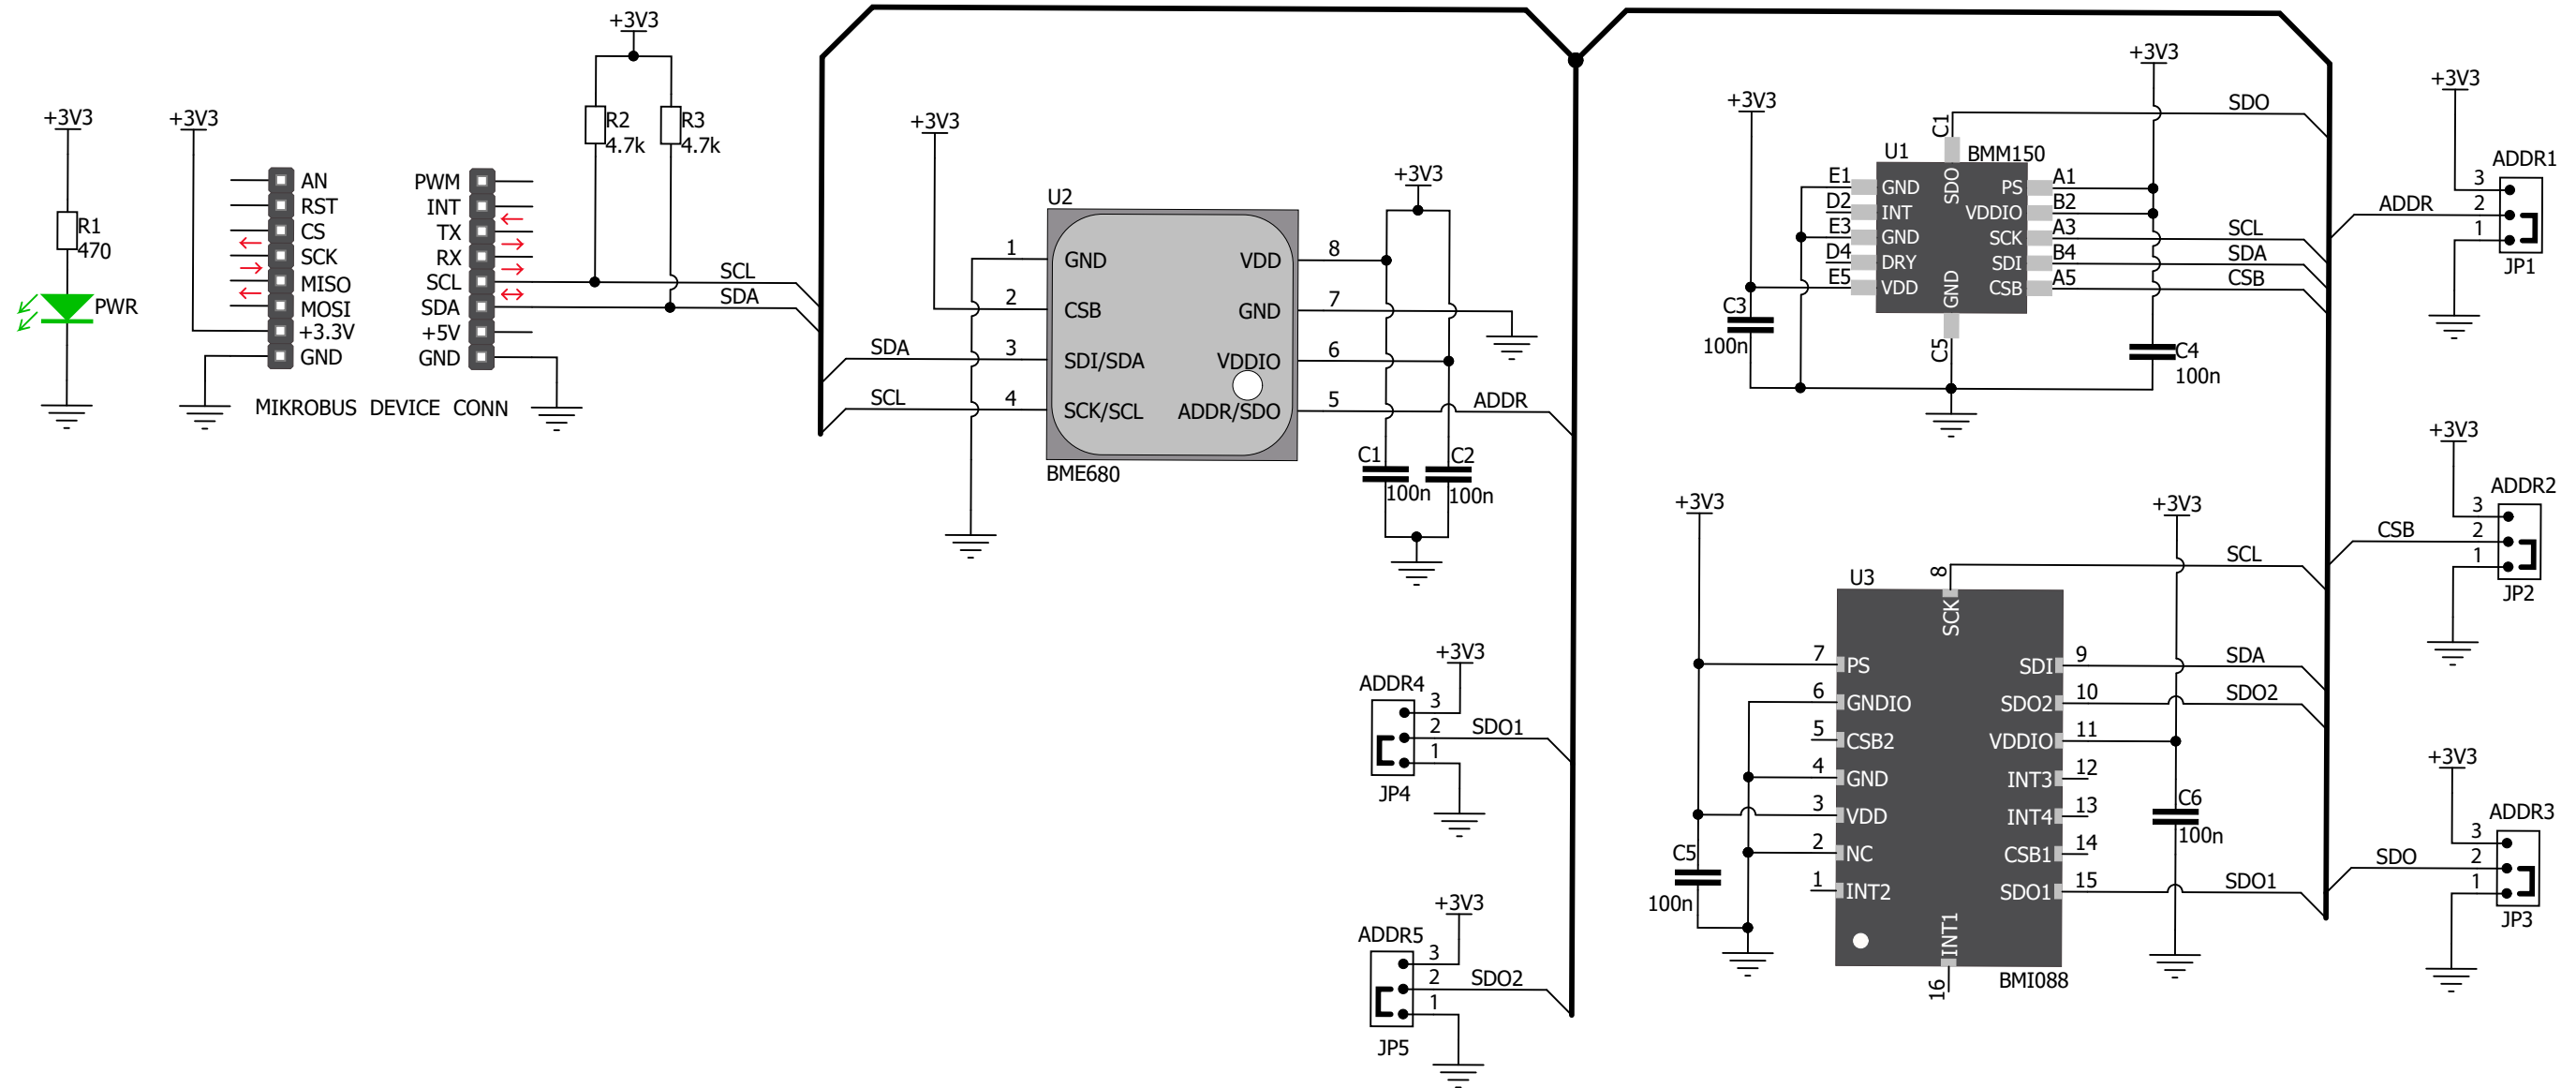 +3V3
R1
470
PWR
+3V3
AN
RST
CS
SCK
MISO
MOSI
+3.3V
GND
PWM
INT
TX
RX
SCL
SDA
+5V
GND
MIKROBUS DEVICE CONN
+3V3
R2
4.7k
R3
4.7k
SCL
SDA
SDA
SCL
+3V3
U2
1
2
3
4
GND
CSB
SDI/SDA
SCK/SCL
VDD
GND
VDDIO
ADDR/SDO
8
7
6
5
BME680
+3V3
ADDR
C1
100n
C2
100n
ADDR4
+3V3
3
2
1
SDO1
JP4
ADDR5
+3V3
3
2
1
SDO2
JP5
+3V3
C3
100n
U1
BMM150
C1
SDO
E1
D2
E3
D4
E5
GND
INT
GND
DRY
VDD
PS
VDDIO
SCK
SDI
CSB
A1
B2
A3
B4
A5
GND
C5
+3V3
SDO
SCL
SDA
CSB
C4
100n
+3V3
U3
8
SCK
7
6
5
4
3
2
1
PS
GNDIO
CSB2
GND
VDD
NC
INT2
SDI
SDO2
VDDIO
INT3
INT4
CSB1
SDO1
9
10
11
12
13
14
15
INT1
16
BMI088
C5
100n
+3V3
SCL
SDA
SDO2
SDO1
C6
100n
+3V3
ADDR1
3
2
1
ADDR
JP1
+3V3
ADDR2
3
2
1
CSB
JP2
+3V3
ADDR3
3
2
1
SDO
JP3